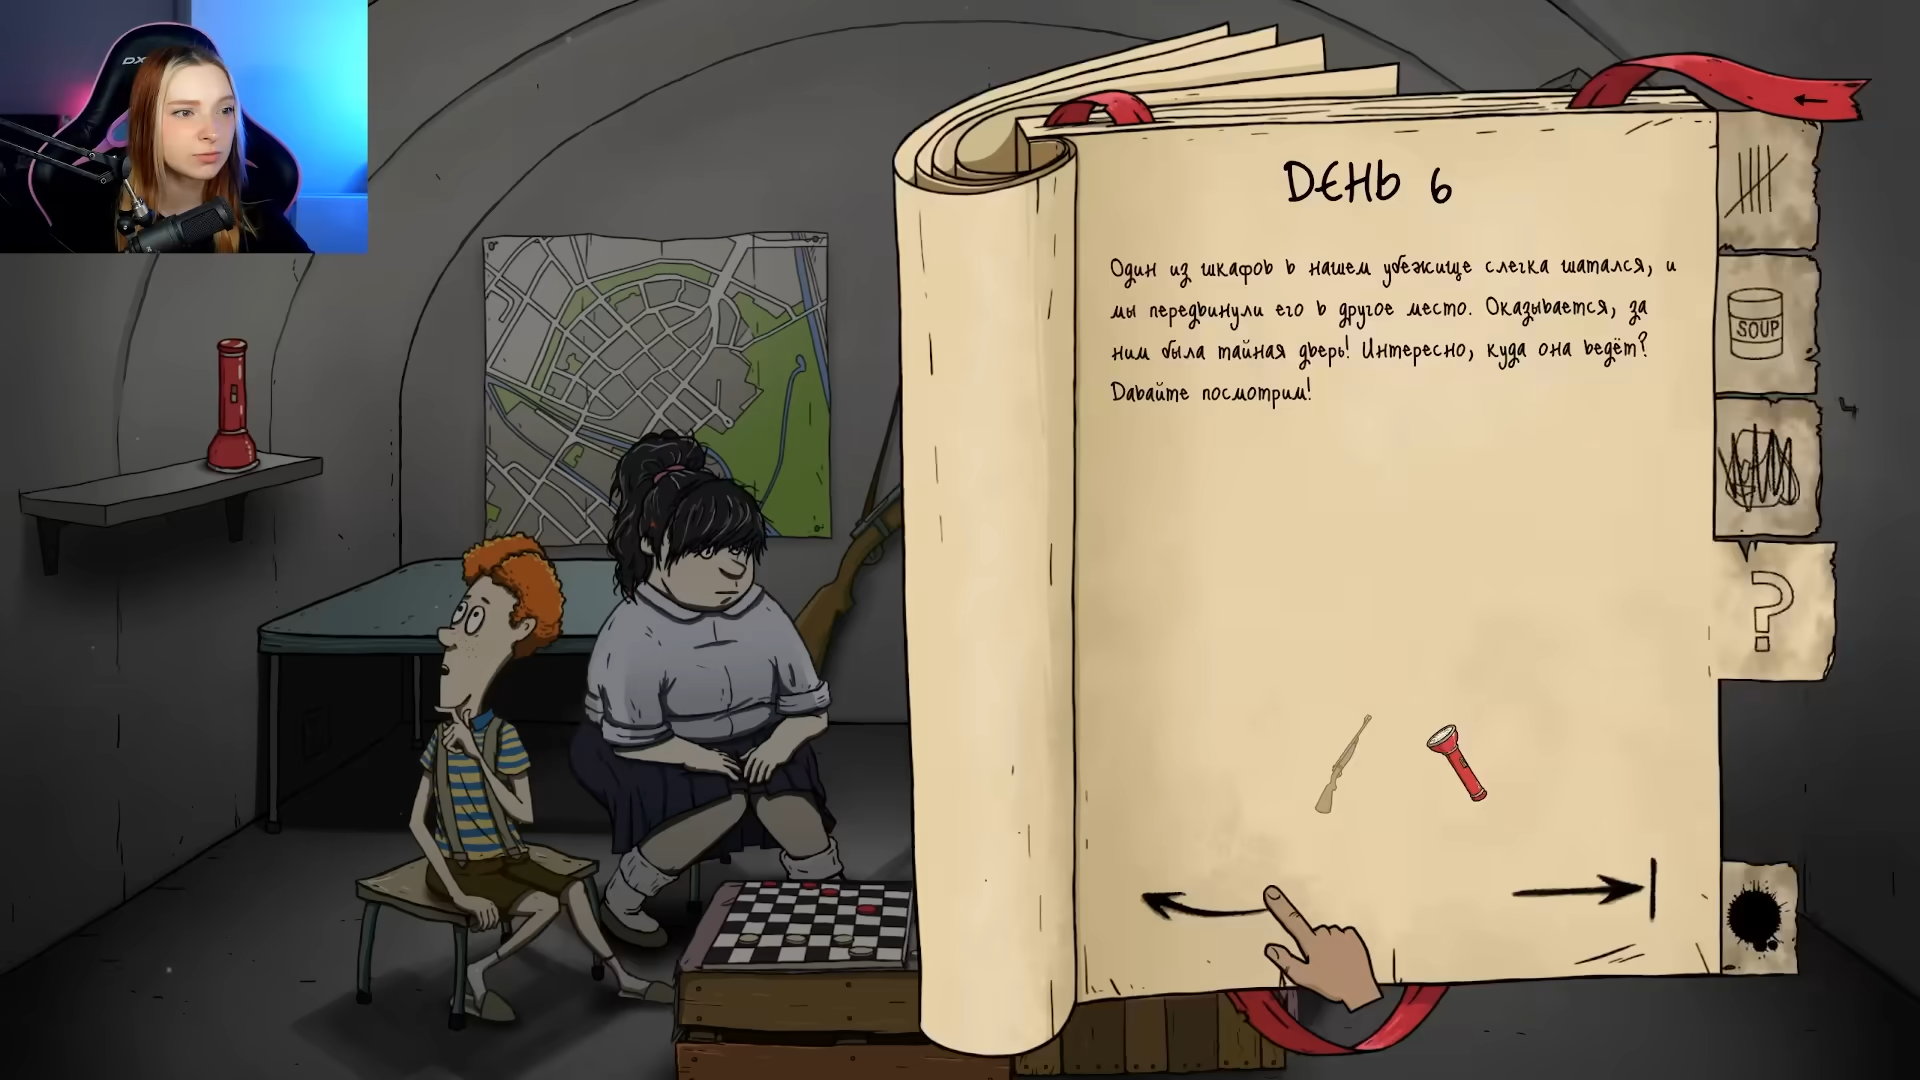 ДЕНЬ 6
Один из шкафов в нашем убежище слегка шатался, и
мы передвинули его в другое место. Оказывается, за
ним была тайная дверь! Интересно, куда она ведёт?
Давайте посмотрим!
SOUP
?
DX